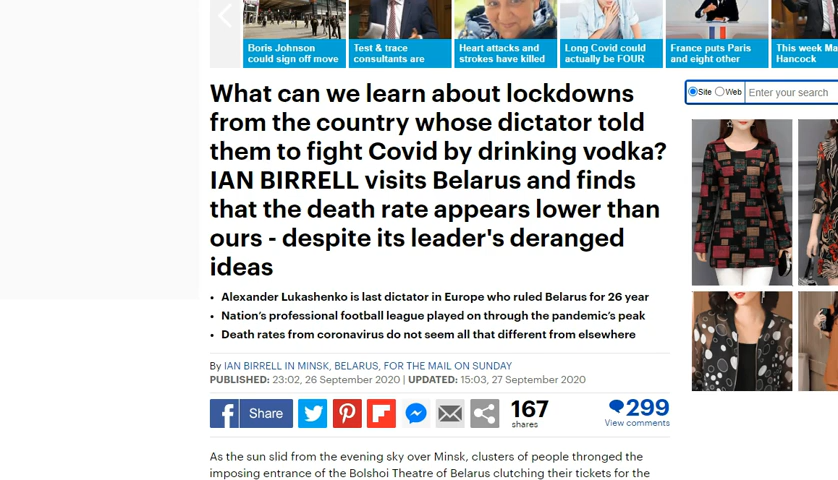 Boris Johnson
could sign off move
Test & trace
consultants are
Heart attacks and
strokes have killed
Long Covid could
actually be FOUR
France puts Paris
and eight other
This week Ma
Hancock
What can we learn about lockdowns
from the country whose dictator told
them to fight Covid by drinking vodka?
IAN BIRRELL visits Belarus and finds
that the death rate appears lower than
ours - despite its leader's deranged
ideas
Site Web Enter your search
• Alexander Lukashenko is last dictator in Europe who ruled Belarus for 26 year
• Nation's professional football league played on through the pandemic's peak
• Death rates from coronavirus do not seem all that different from elsewhere
By IAN BIRRELL IN MINSK, BELARUS, FOR THE MAIL ON SUNDAY
PUBLISHED: 23:02, 26 September 2020 | UPDATED: 15:03, 27 September 2020
Share
167
shares
299
View comments
As the sun slid from the evening sky over Minsk, clusters of people thronged the
imposing entrance of the Bolshoi Theatre of Belarus clutching their tickets for the